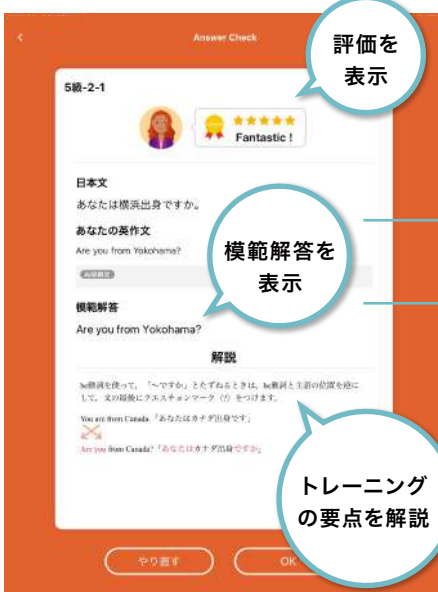 Answer Check
評価を
表示
5級-2-1
★★★★★
Fantastic !
日本文
あなたは横浜出身ですか。
あなたの英作文
Are you from Yokohama?
模範解答を
表示
模範解答
Are you from Yokohama?
解説
be動詞を使って、「〜ですか」とたずねるときは、be動詞と主語の位置を逆に
して、文の最後にクエスチョンマーク（?）をつけます。
You are from Canada.「あなたはカナダ出身です」
Are you from Canada?「あなたはカナダ出身ですか」
トレーニング
の要点を解説
やり直す
OK